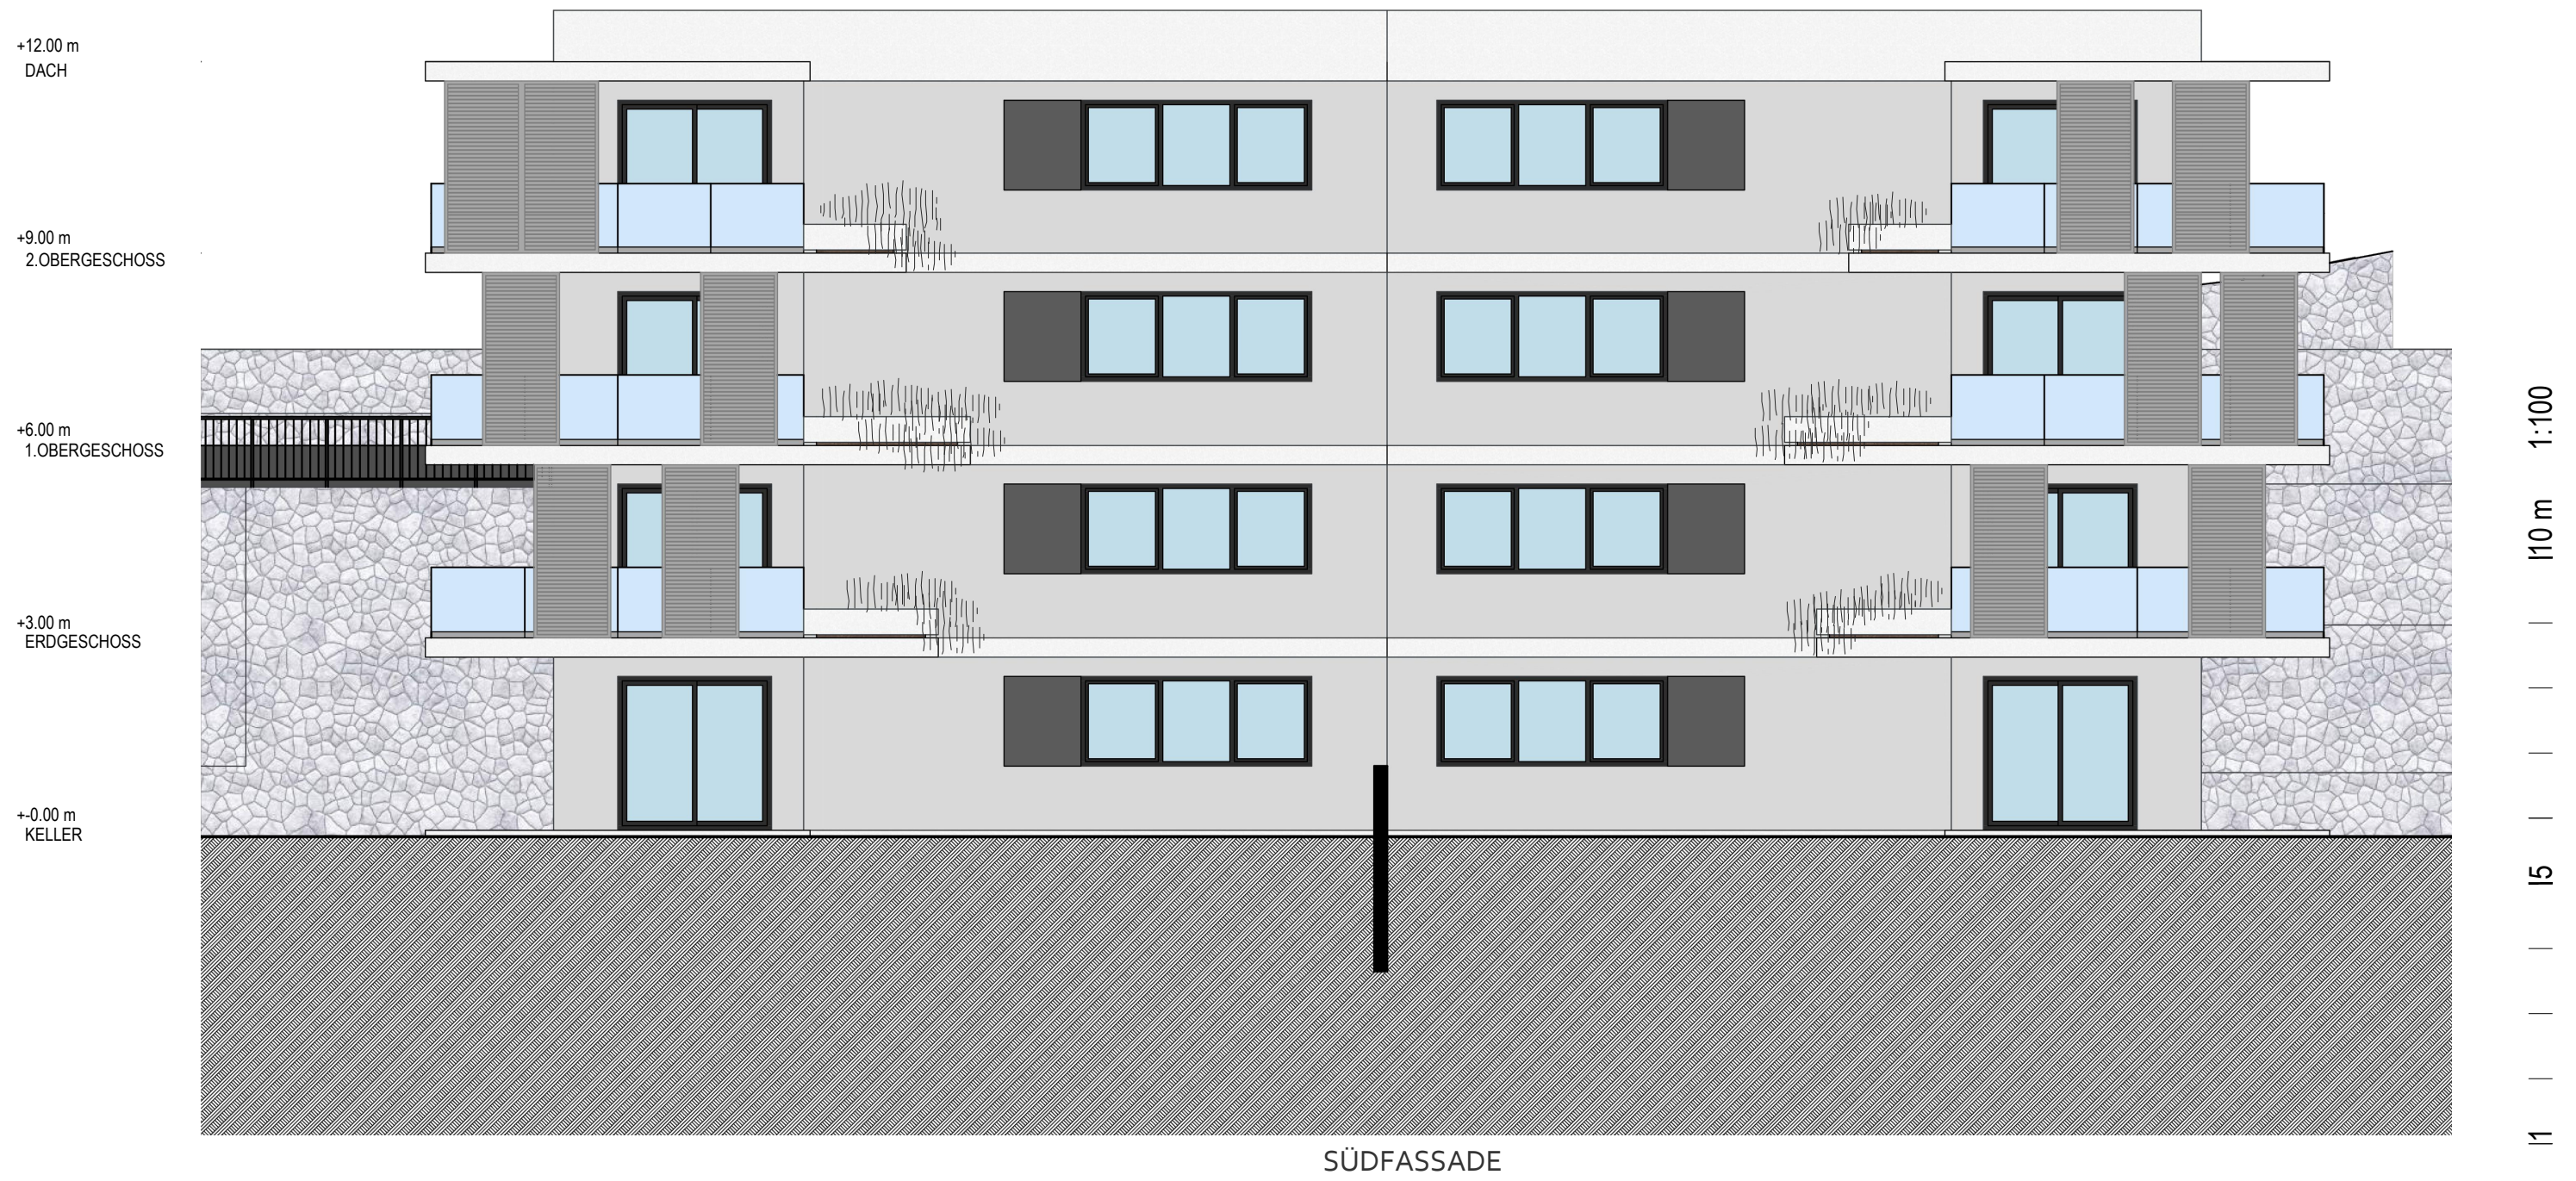 +12.00 m
DACH
+9.00 m
2.OBERGESCHOSS
+6.00 m
1.OBERGESCHOSS
+3.00 m
ERDGESCHOSS
+-0.00 m
KELLER
SÜDFASSADE
1:100
10 m
5
1